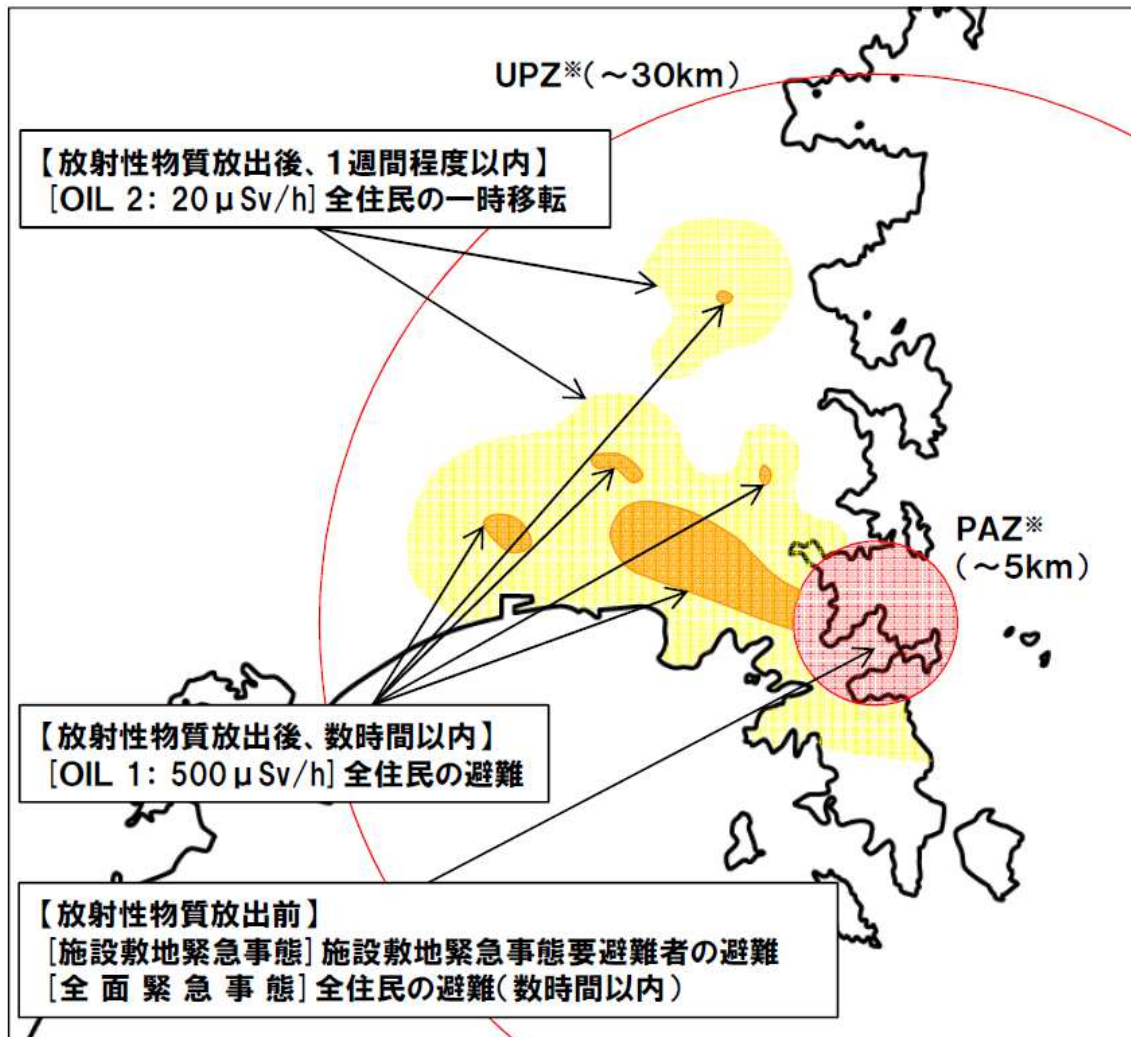 UPZ※(～30km)
【放射性物質放出後、1週間程度以内】
[OIL 2: 20μSv/h]全住民の一時移転
PAZ※
(～5km)
【放射性物質放出後、数時間以内】
[OIL 1: 500μSv/h]全住民の避難
【放射性物質放出前】
[施設敷地緊急事態]施設敷地緊急事態要避難者の避難
[全面緊急事態]全住民の避難(数時間以内)